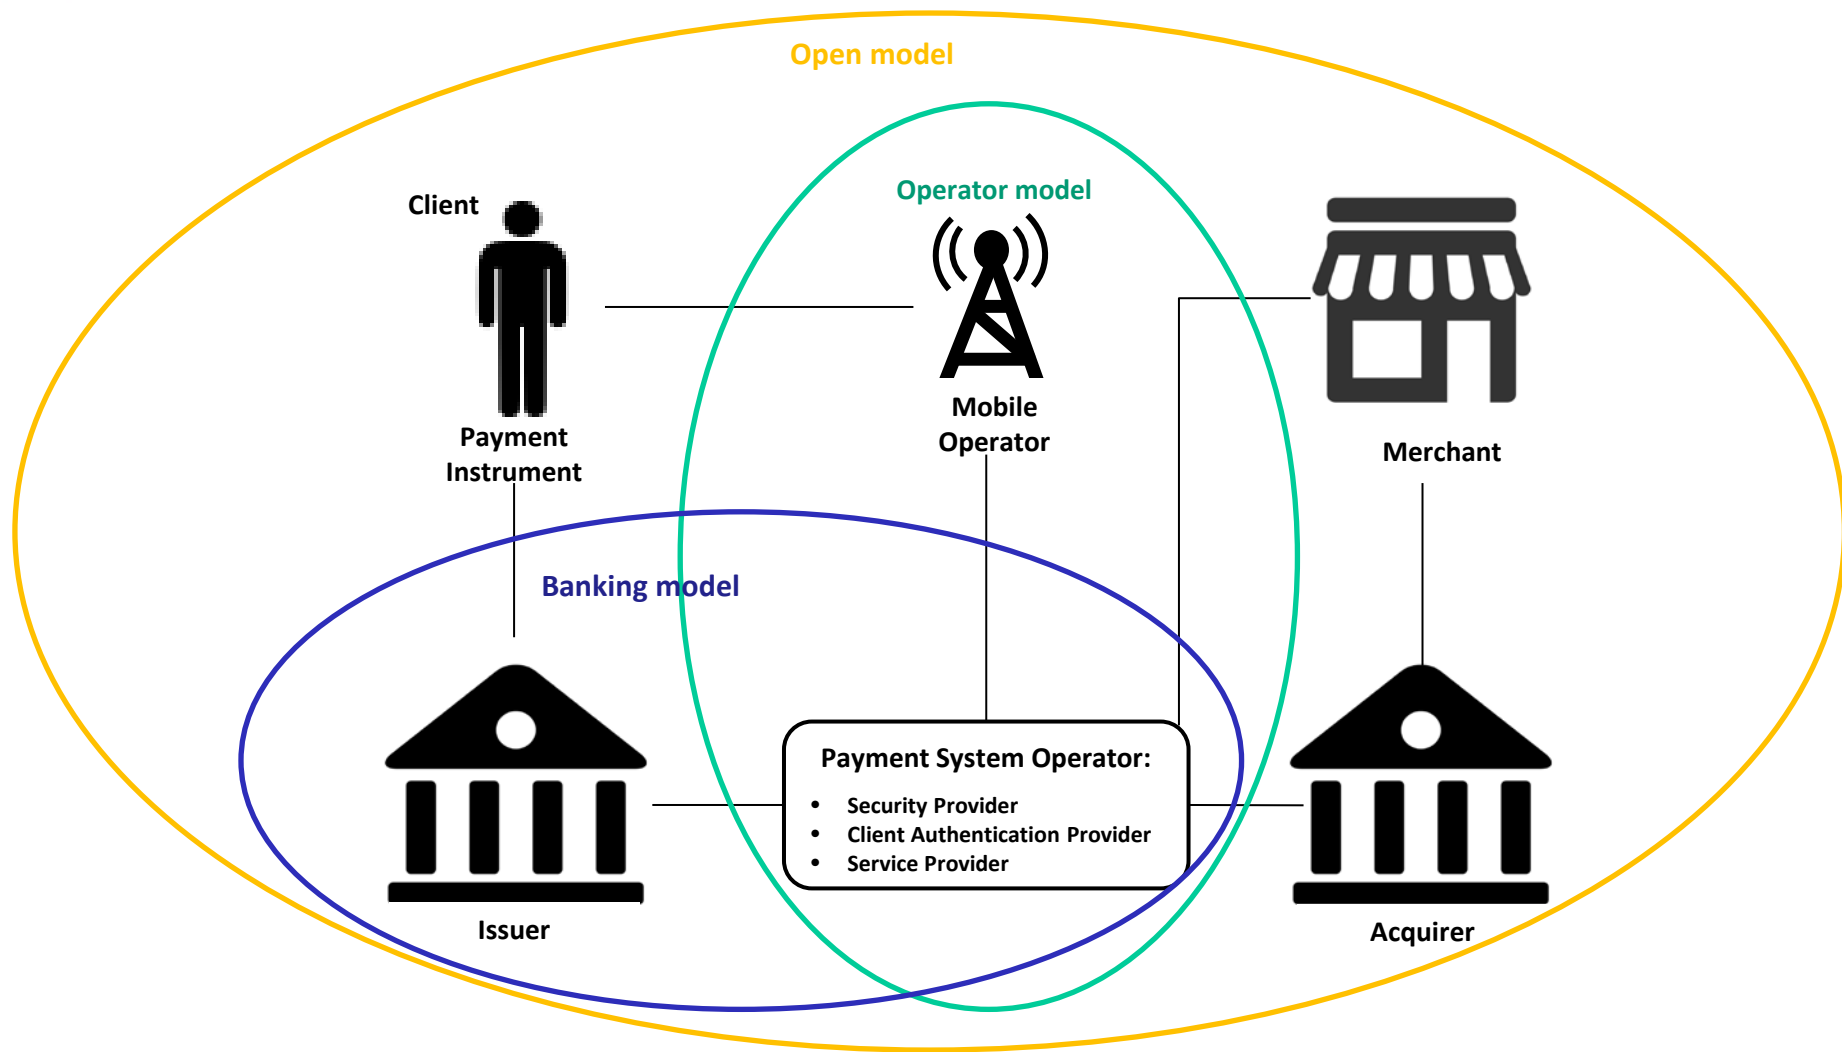 Open model
Operator model
Client
Mobile
Operator
Payment
Instrument
Merchant
Banking model
Payment System Operator:
• Security Provider
• Client Authentication Provider
• Service Provider
Issuer
Acquirer